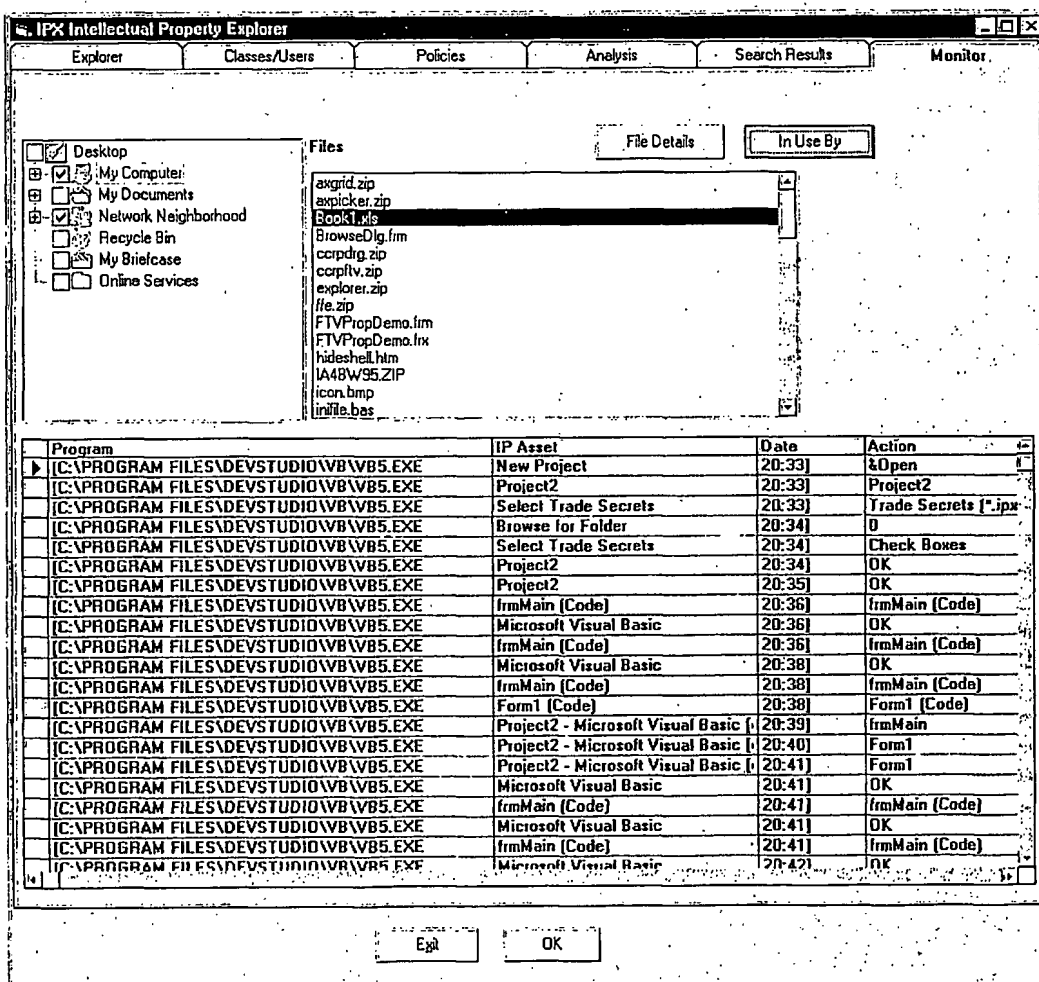 IPX Intellectual Property Explorer
Explorer Classes/Users Policies Analysis Search Results Monitor
File Details In Use By
Desktop
My Computer
My Documents
Network Neighborhood
Recycle Bin
My Briefcase
Online Services
Files
axgrid.zip
axpicker.zip
Book1.xls
BrowseDlg.frm
ccrpdrg.zip
ccrpftv.zip
explorer.zip
ffe.zip
FTVPropDemo.frm
FTVPropDemo.frx
hideshell.htm
IA48W95.ZIP
icon.bmp
inifile.bas
Program IP Asset Date Action
[C:\PROGRAM FILES\DEVSTUDIO\VB\VB5.EXE New Project 20:33] &Open
[C:\PROGRAM FILES\DEVSTUDIO\VB\VB5.EXE Project2 20:33] Project2
[C:\PROGRAM FILES\DEVSTUDIO\VB\VB5.EXE Select Trade Secrets 20:33] Trade Secrets [*.ipx
[C:\PROGRAM FILES\DEVSTUDIO\VB\VB5.EXE Browse for Folder 20:34] 0
[C:\PROGRAM FILES\DEVSTUDIO\VB\VB5.EXE Select Trade Secrets 20:34] Check Boxes
[C:\PROGRAM FILES\DEVSTUDIO\VB\VB5.EXE Project2 20:34] OK
[C:\PROGRAM FILES\DEVSTUDIO\VB\VB5.EXE Project2 20:35] OK
[C:\PROGRAM FILES\DEVSTUDIO\VB\VB5.EXE frmMain (Code) 20:36] frmMain (Code)
[C:\PROGRAM FILES\DEVSTUDIO\VB\VB5.EXE Microsoft Visual Basic 20:36] OK
[C:\PROGRAM FILES\DEVSTUDIO\VB\VB5.EXE frmMain (Code) 20:36] frmMain (Code)
[C:\PROGRAM FILES\DEVSTUDIO\VB\VB5.EXE Microsoft Visual Basic 20:38] OK
[C:\PROGRAM FILES\DEVSTUDIO\VB\VB5.EXE frmMain (Code) 20:38] frmMain (Code)
[C:\PROGRAM FILES\DEVSTUDIO\VB\VB5.EXE Form1 (Code) 20:38] Form1 (Code)
[C:\PROGRAM FILES\DEVSTUDIO\VB\VB5.EXE Project2 - Microsoft Visual Basic [ 20:39] frmMain
[C:\PROGRAM FILES\DEVSTUDIO\VB\VB5.EXE Project2 - Microsoft Visual Basic [ 20:40] Form1
[C:\PROGRAM FILES\DEVSTUDIO\VB\VB5.EXE Project2 - Microsoft Visual Basic [ 20:41] Form1
[C:\PROGRAM FILES\DEVSTUDIO\VB\VB5.EXE Microsoft Visual Basic 20:41] OK
[C:\PROGRAM FILES\DEVSTUDIO\VB\VB5.EXE frmMain (Code) 20:41] frmMain (Code)
[C:\PROGRAM FILES\DEVSTUDIO\VB\VB5.EXE Microsoft Visual Basic 20:41] OK
[C:\PROGRAM FILES\DEVSTUDIO\VB\VB5.EXE frmMain (Code) 20:41] frmMain (Code)
[C:\PROGRAM FILES\DEVSTUDIO\VB\VB5.EXE Microsoft Visual Basic 20:42] OK
Exit OK